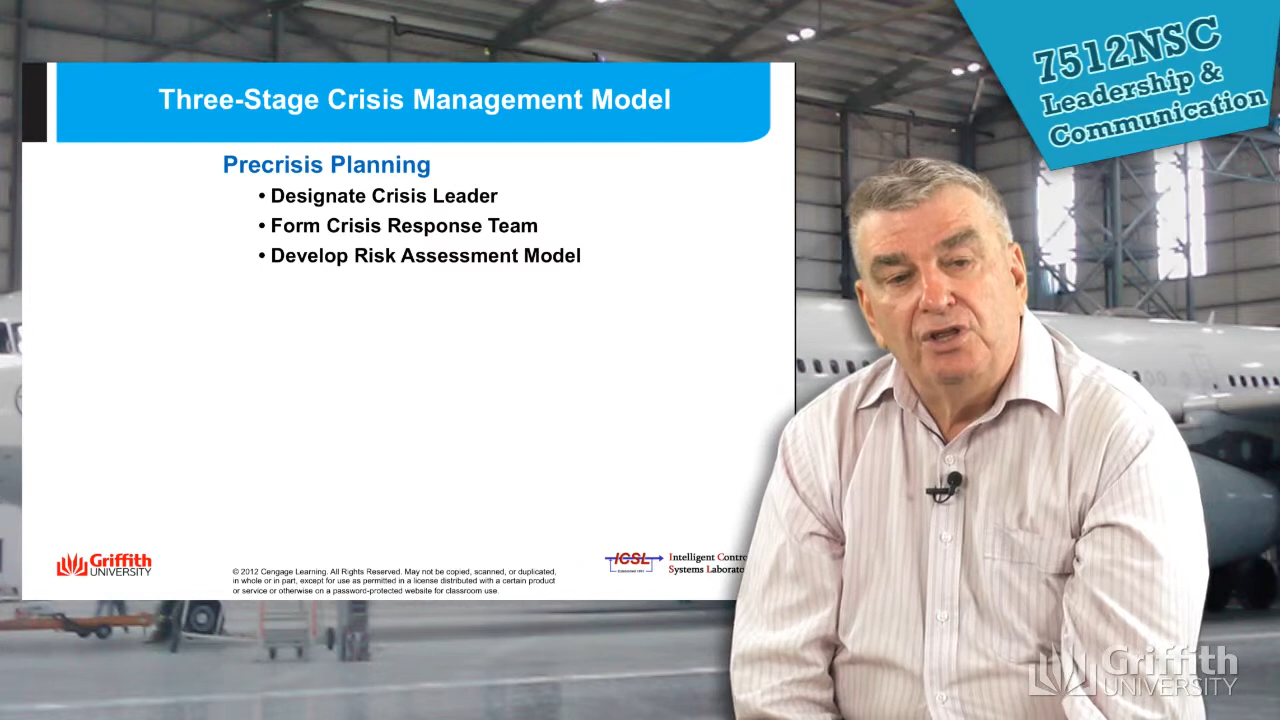 7512NSC
Leadership &
Communication
Three-Stage Crisis Management Model
Precrisis Planning
• Designate Crisis Leader
• Form Crisis Response Team
• Develop Risk Assessment Model
Griffith
UNIVERSITY
© 2012 Cengage Learning. All Rights Reserved. May not be copied, scanned, or duplicated,
in whole or in part, except for use as permitted in a license distributed with a certain product
or service or otherwise on a password-protected website for classroom use.
ICSL
Intelligent Contro
Systems Laborato
Griffith
UNIVERSITY